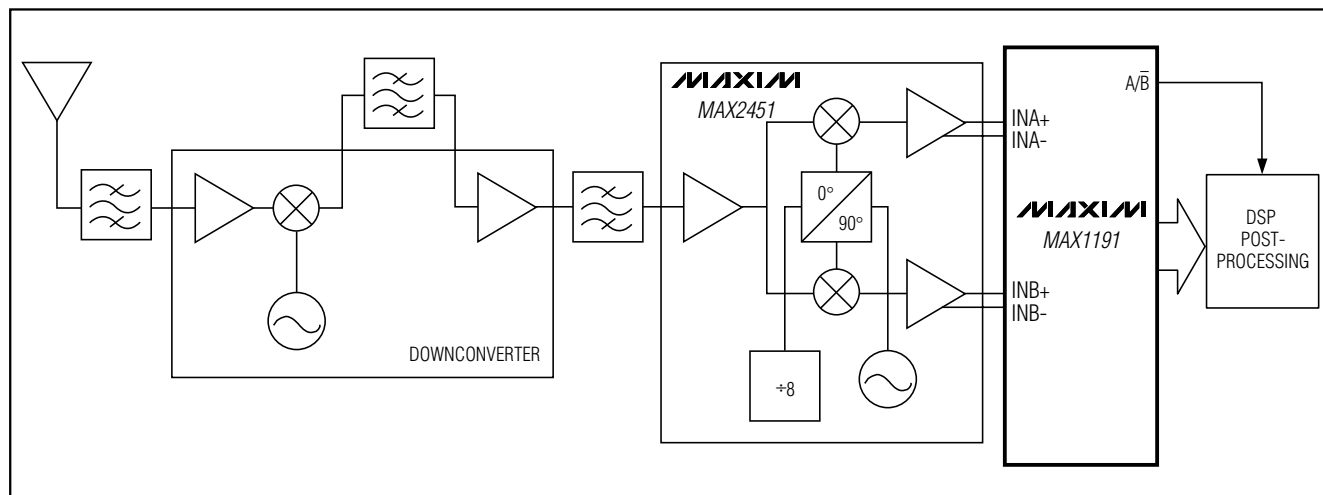 MAXIM
MAX2451
0°
90°
÷8
DOWNCONVERTER
INA+
INA-
INB+
INB-
A/B̅
MAXIM
MAX1191
DSP
POST-
PROCESSING